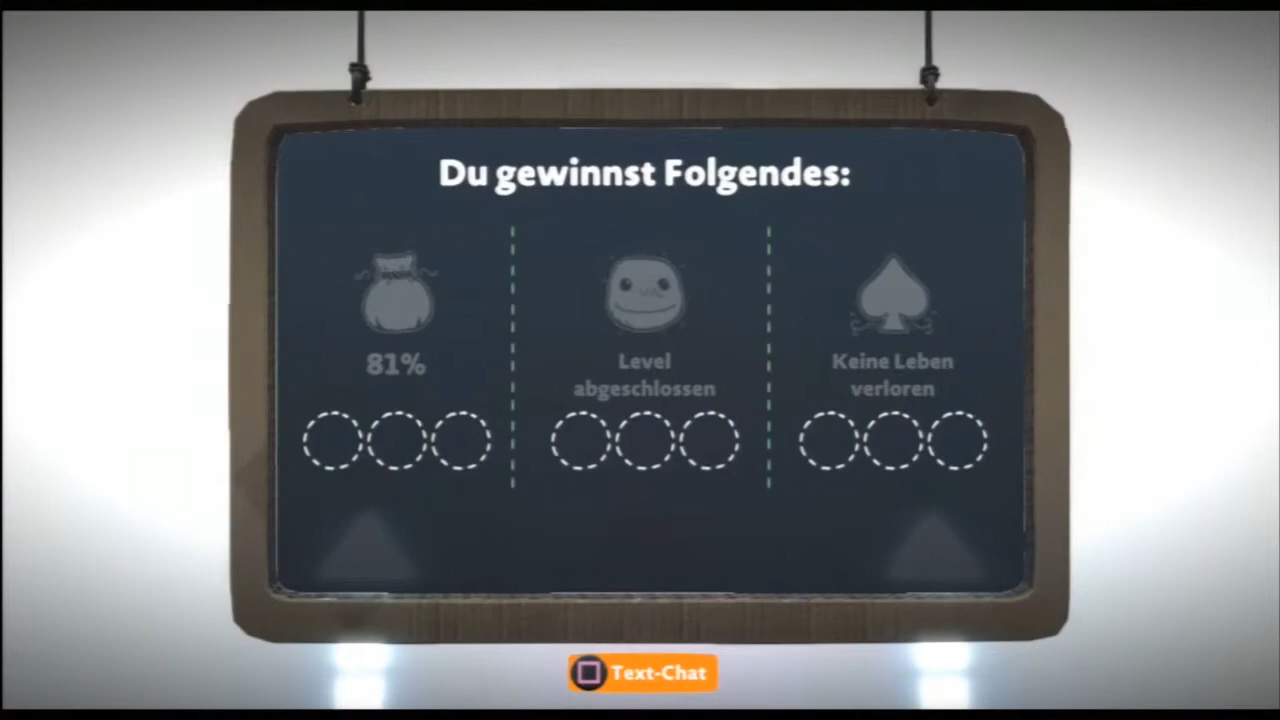 Du gewinnst Folgendes:
81%
Level
abgeschlossen
Keine Leben
verloren
Text-Chat